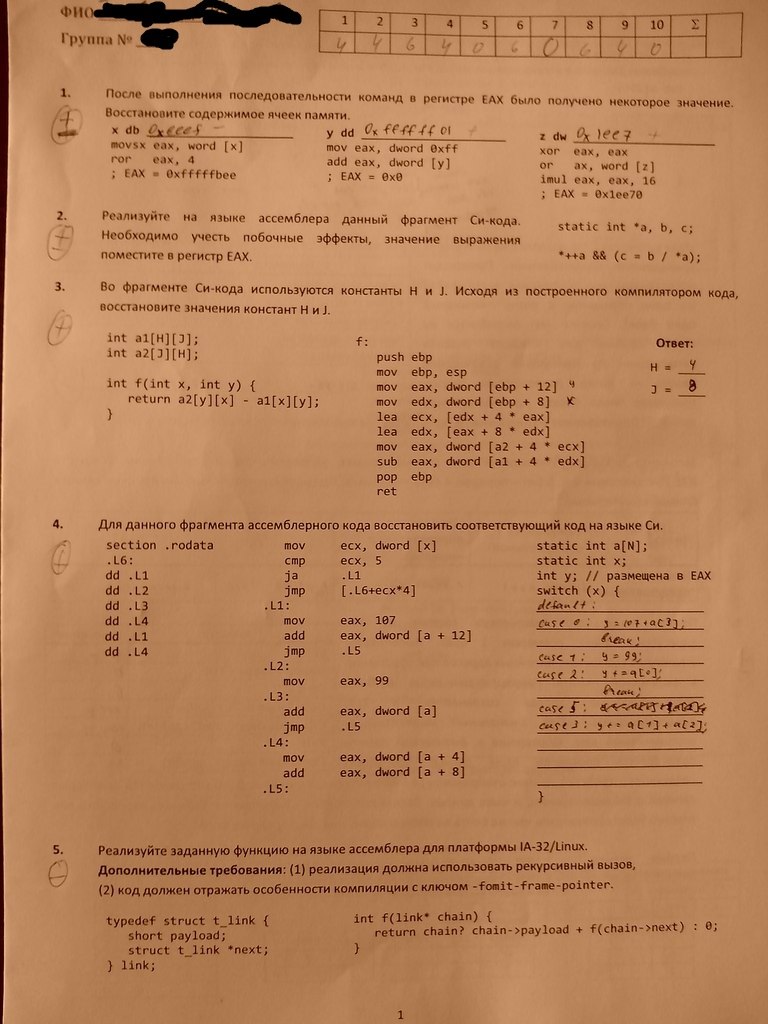 ФИО
Группа №
1 2 3 4 5 6 7 8 9 10 Σ
4 4 6 4 0 6 0 6 4 0
1. После выполнения последовательности команд в регистре EAX было получено некоторое значение.
Восстановите содержимое ячеек памяти.
x db
movsx eax, word [x]
ror eax, 4
; EAX = 0xfffffbee
y dd 0xffffff01
mov eax, dword 0xff
add eax, dword [y]
; EAX = 0x0
z dw 0x1ee7
xor eax, eax
or ax, word [z]
imul eax, eax, 16
; EAX = 0x1ee70
2. Реализуйте на языке ассемблера данный фрагмент Си-кода.
Необходимо учесть побочные эффекты, значение выражения
поместите в регистр EAX.
static int *a, b, c;
*++a && (c = b / *a);
3. Во фрагменте Си-кода используются константы H и J. Исходя из построенного компилятором кода,
восстановите значения констант H и J.
int a1[H][J];
int a2[J][H];
int f(int x, int y) {
return a2[y][x] - a1[x][y];
}
f:
push ebp
mov ebp, esp
mov eax, dword [ebp + 12] y
mov edx, dword [ebp + 8] x
lea ecx, [edx + 4 * eax]
lea edx, [eax + 8 * edx]
mov eax, dword [a2 + 4 * ecx]
sub eax, dword [a1 + 4 * edx]
pop ebp
ret
Ответ:
H = 4
J = 8
4. Для данного фрагмента ассемблерного кода восстановить соответствующий код на языке Си.
section .rodata
.L6:
dd .L1
dd .L2
dd .L3
dd .L4
dd .L1
dd .L4
mov ecx, dword [x]
cmp ecx, 5
ja .L1
jmp [.L6+ecx*4]
.L1:
mov eax, 107
add eax, dword [a + 12]
jmp .L5
.L2:
mov eax, 99
.L3:
add eax, dword [a]
jmp .L5
.L4:
mov eax, dword [a + 4]
add eax, dword [a + 8]
.L5:
static int a[N];
static int x;
int y; // размещена в EAX
switch (x) {
default:
case 0: y=107+a[3];
break;
case 1: y=99;
case 2: y+=a[0];
break;
case 5:
case 3: y+=a[1]+a[2];
}
5. Реализуйте заданную функцию на языке ассемблера для платформы IA-32/Linux.
Дополнительные требования: (1) реализация должна использовать рекурсивный вызов,
(2) код должен отражать особенности компиляции с ключом -fomit-frame-pointer.
typedef struct t_link {
short payload;
struct t_link *next;
} link;
int f(link* chain) {
return chain? chain->payload + f(chain->next) : 0;
}
1